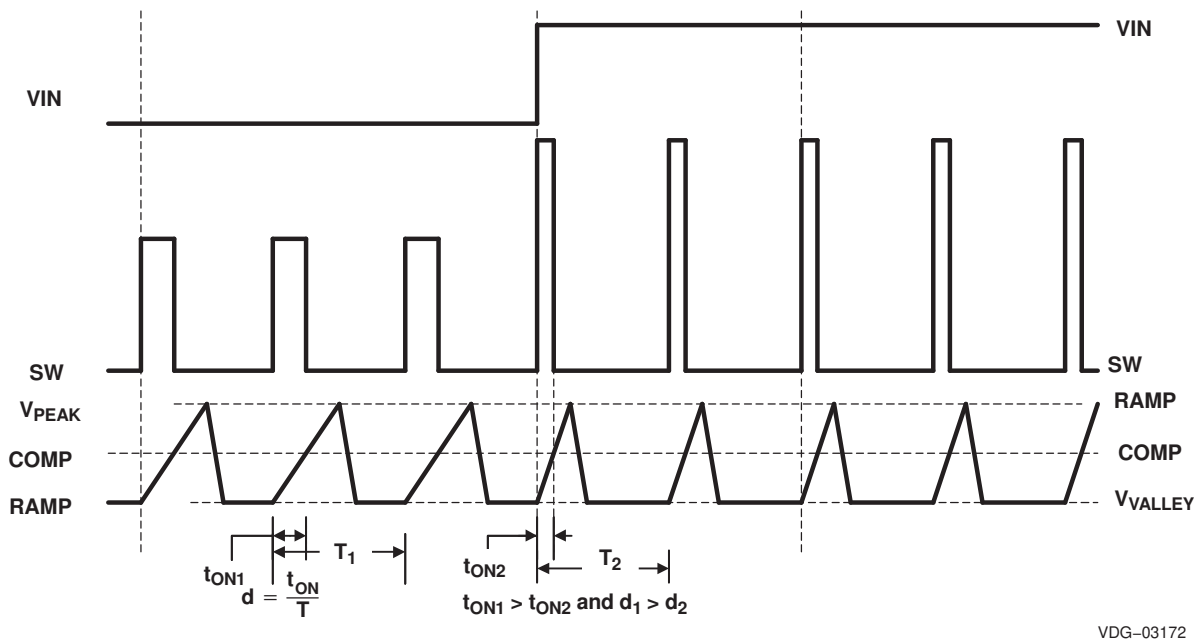 VIN
VIN
SW
SW
VPEAK
RAMP
COMP
COMP
RAMP
VVALLEY
tON1
T1
tON2
T2
d = tON/T
tON1 > tON2 and d1 > d2
VDG–03172